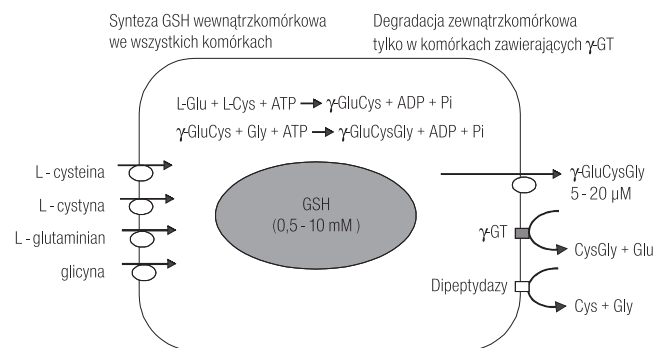 Synteza GSH wewnątrzkomórkowa
we wszystkich komórkach
Degradacja zewnątrzkomórkowa
tylko w komórkach zawierających γ-GT
L-Glu + L-Cys + ATP → γ-GluCys + ADP + Pi
γ-GluCys + Gly + ATP → γ-GluCysGly + ADP + Pi
L - cysteina
L - cystyna
L - glutaminian
glicyna
GSH
(0,5 - 10 mM )
γ-GluCysGly
5 - 20 μM
γ-GT
CysGly + Glu
Dipeptydazy
Cys + Gly